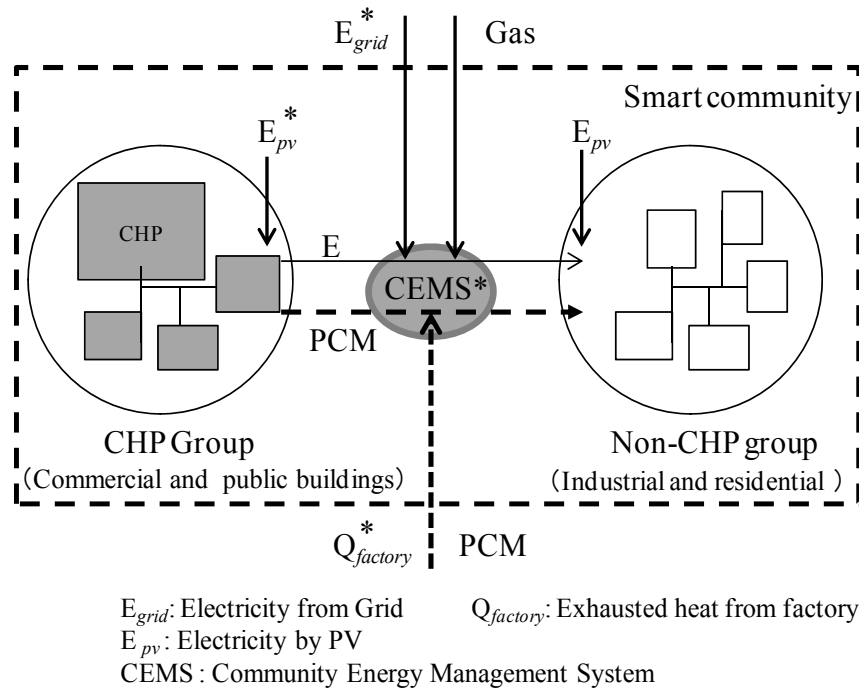 E*grid Gas
Smart community
E*pv E pv
CHP
E
CEMS*
PCM
CHP Group Non-CHP group
(Commercial and public buildings) (Industrial and residential )
Q*factory PCM
Egrid: Electricity from Grid Qfactory: Exhausted heat from factory
E pv : Electricity by PV
CEMS : Community Energy Management System